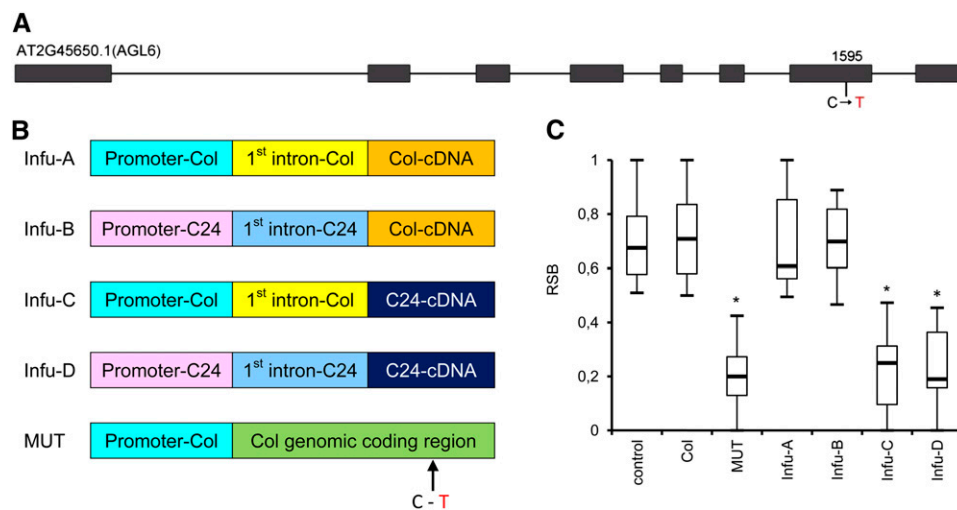 A
AT2G45650.1(AGL6)
1595
C→T
B
Infu-A
Promoter-Col
1st intron-Col
Col-cDNA
Infu-B
Promoter-C24
1st intron-C24
Col-cDNA
Infu-C
Promoter-Col
1st intron-Col
C24-cDNA
Infu-D
Promoter-C24
1st intron-C24
C24-cDNA
MUT
Promoter-Col
Col genomic coding region
C - T
C
RSB
1
0,8
0,6
0,4
0,2
0
*
*
*
control
Col
MUT
Infu-A
Infu-B
Infu-C
Infu-D